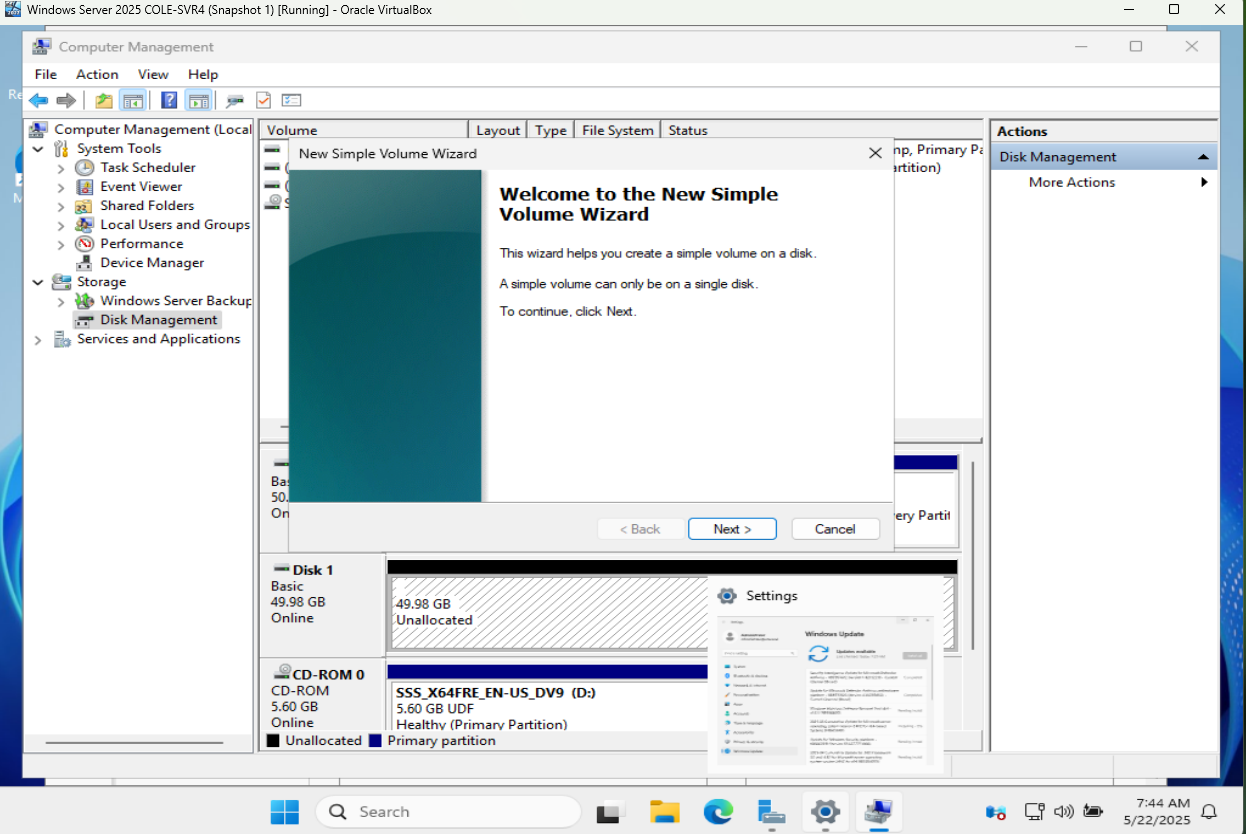 Windows Server 2025 COLE-SVR4 (Snapshot 1) [Running] - Oracle VirtualBox
Computer Management
File Action View Help
Computer Management (Local
System Tools
Task Scheduler
Event Viewer
Shared Folders
Local Users and Groups
Performance
Device Manager
Storage
Windows Server Backup
Disk Management
Services and Applications
Volume Layout Type File System Status
mp, Primary Pa
artition)
New Simple Volume Wizard
Welcome to the New Simple
Volume Wizard
This wizard helps you create a simple volume on a disk.
A simple volume can only be on a single disk.
To continue, click Next.
< Back Next > Cancel
Bas
50.
On
ery Partit
Disk 1
Basic
49.98 GB
Online
49.98 GB
Unallocated
CD-ROM 0
CD-ROM
5.60 GB
Online
SSS_X64FRE_EN-US_DV9 (D:)
5.60 GB UDF
Healthy (Primary Partition)
Unallocated Primary partition
Actions
Disk Management
More Actions
Settings
Windows Update
Updates available
Search
7:44 AM
5/22/2025